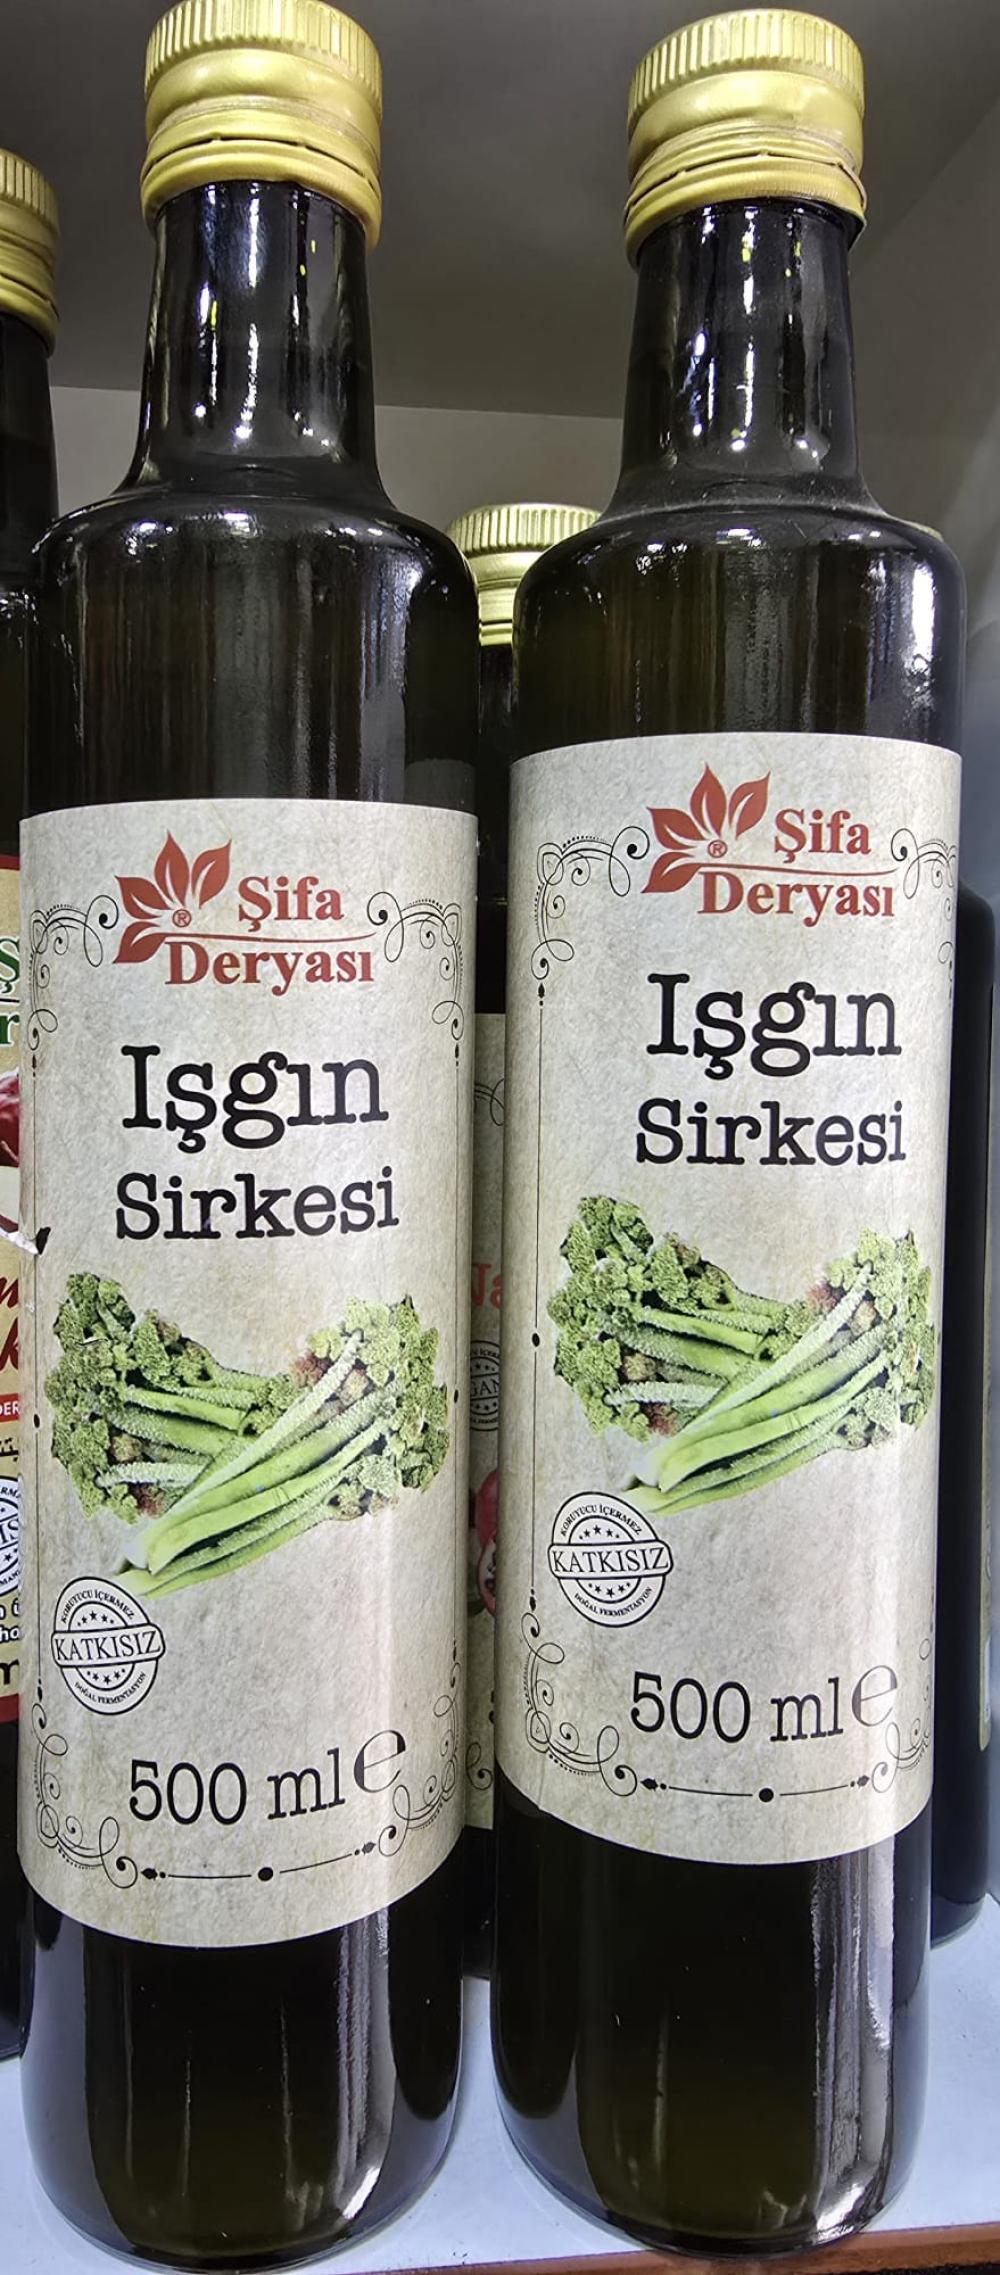 Şifa
Deryası
Işgın
Sirkesi
KORUYUCU İÇERMEZ
KATKISIZ
DOĞAL FERMENTASYON
500 ml e
Şifa
Deryası
Işgın
Sirkesi
KORUYUCU İÇERMEZ
KATKISIZ
DOĞAL FERMENTASYON
500 ml e